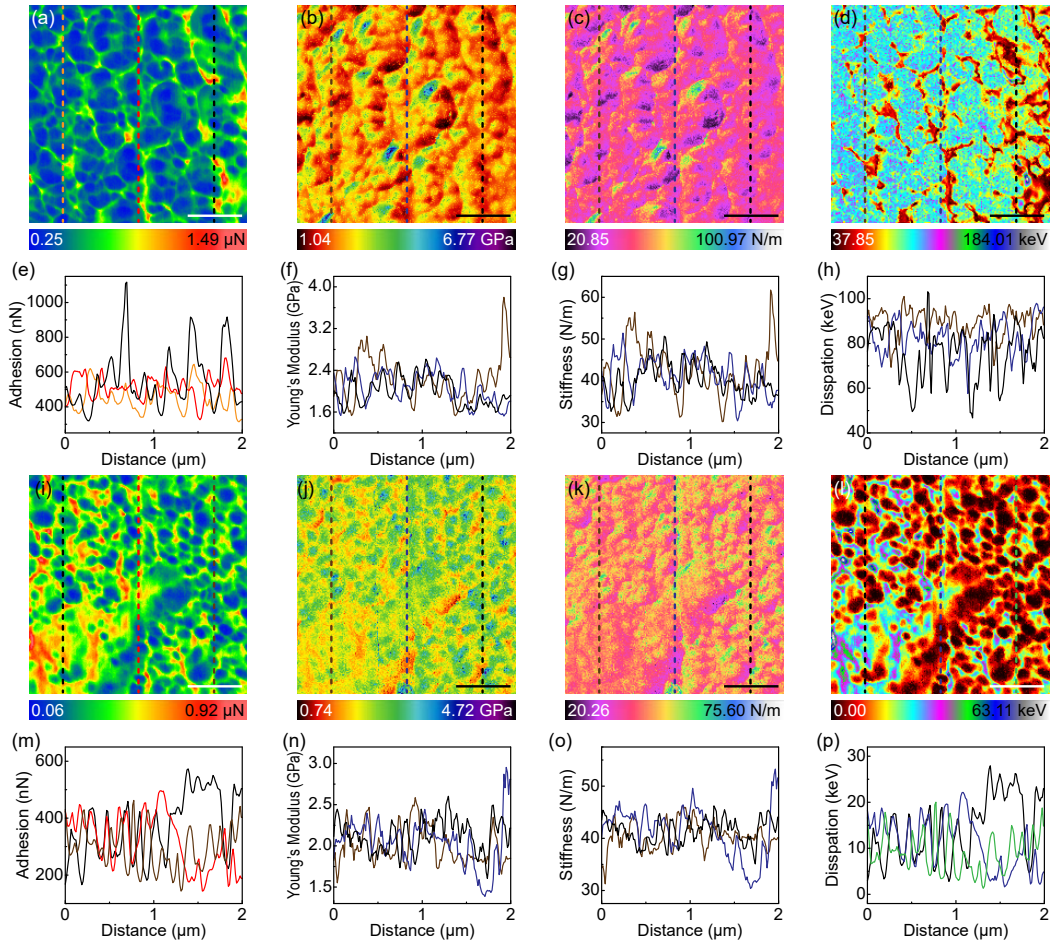 (a)
(b)
(c)
(d)
0.25 1.49 µN
1.04 6.77 GPa
20.85 100.97 N/m
37.85 184.01 keV
(e)
Adhesion (nN)
1000
800
600
400
0 1 2
Distance (µm)
(f)
Young's Modulus (GPa)
4.0
3.2
2.4
1.6
0 1 2
Distance (µm)
(g)
Stiffness (N/m)
60
50
40
30
0 1 2
Distance (µm)
(h)
Disspation (keV)
100
80
60
40
0 1 2
Distance (µm)
(i)
(j)
(k)
(l)
0.06 0.92 µN
0.74 4.72 GPa
20.26 75.60 N/m
0.00 63.11 keV
(m)
Adhesion (nN)
600
400
200
0 1 2
Distance (µm)
(n)
Young's Modulus (GPa)
3.0
2.5
2.0
1.5
0 1 2
Distance (µm)
(o)
Stiffness (N/m)
50
40
30
0 1 2
Distance (µm)
(p)
Disspation (keV)
30
20
10
0
0 1 2
Distance (µm)